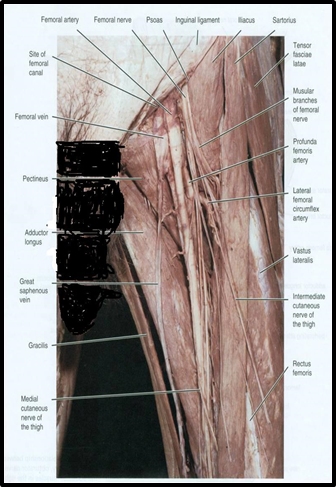 Femoral artery
Femoral nerve
Psoas
Inguinal ligament
Iliacus
Sartorius
Site of
femoral
canal
Femoral vein
Pectineus
Adductor
longus
Great
saphenous
vein
Gracilis
Medial
cutaneous
nerve of
the thigh
Tensor
fasciae
latae
Musular
branches
of femoral
nerve
Profunda
femoris
artery
Lateral
femoral
circumflex
artery
Vastus
lateralis
Intermediate
cutaneous
nerve of
the thigh
Rectus
femoris